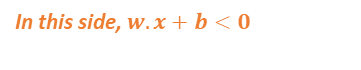 In this side, w.x + b < 0